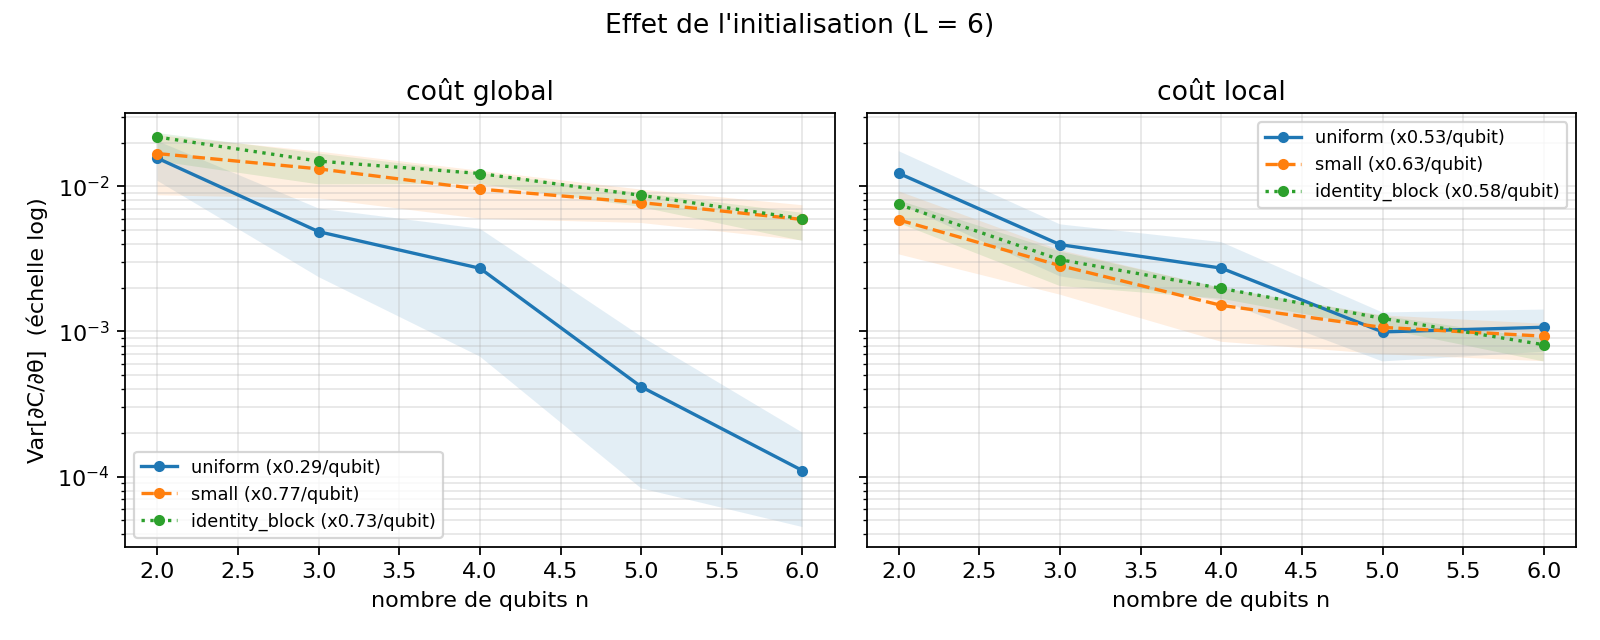 Effet de l'initialisation (L = 6)
coût global
Var[∂C/∂θ]  (échelle log)
10⁻²
10⁻³
10⁻⁴
uniform (x0.29/qubit)
small (x0.77/qubit)
identity_block (x0.73/qubit)
2.0 2.5 3.0 3.5 4.0 4.5 5.0 5.5 6.0
nombre de qubits n
coût local
uniform (x0.53/qubit)
small (x0.63/qubit)
identity_block (x0.58/qubit)
2.0 2.5 3.0 3.5 4.0 4.5 5.0 5.5 6.0
nombre de qubits n